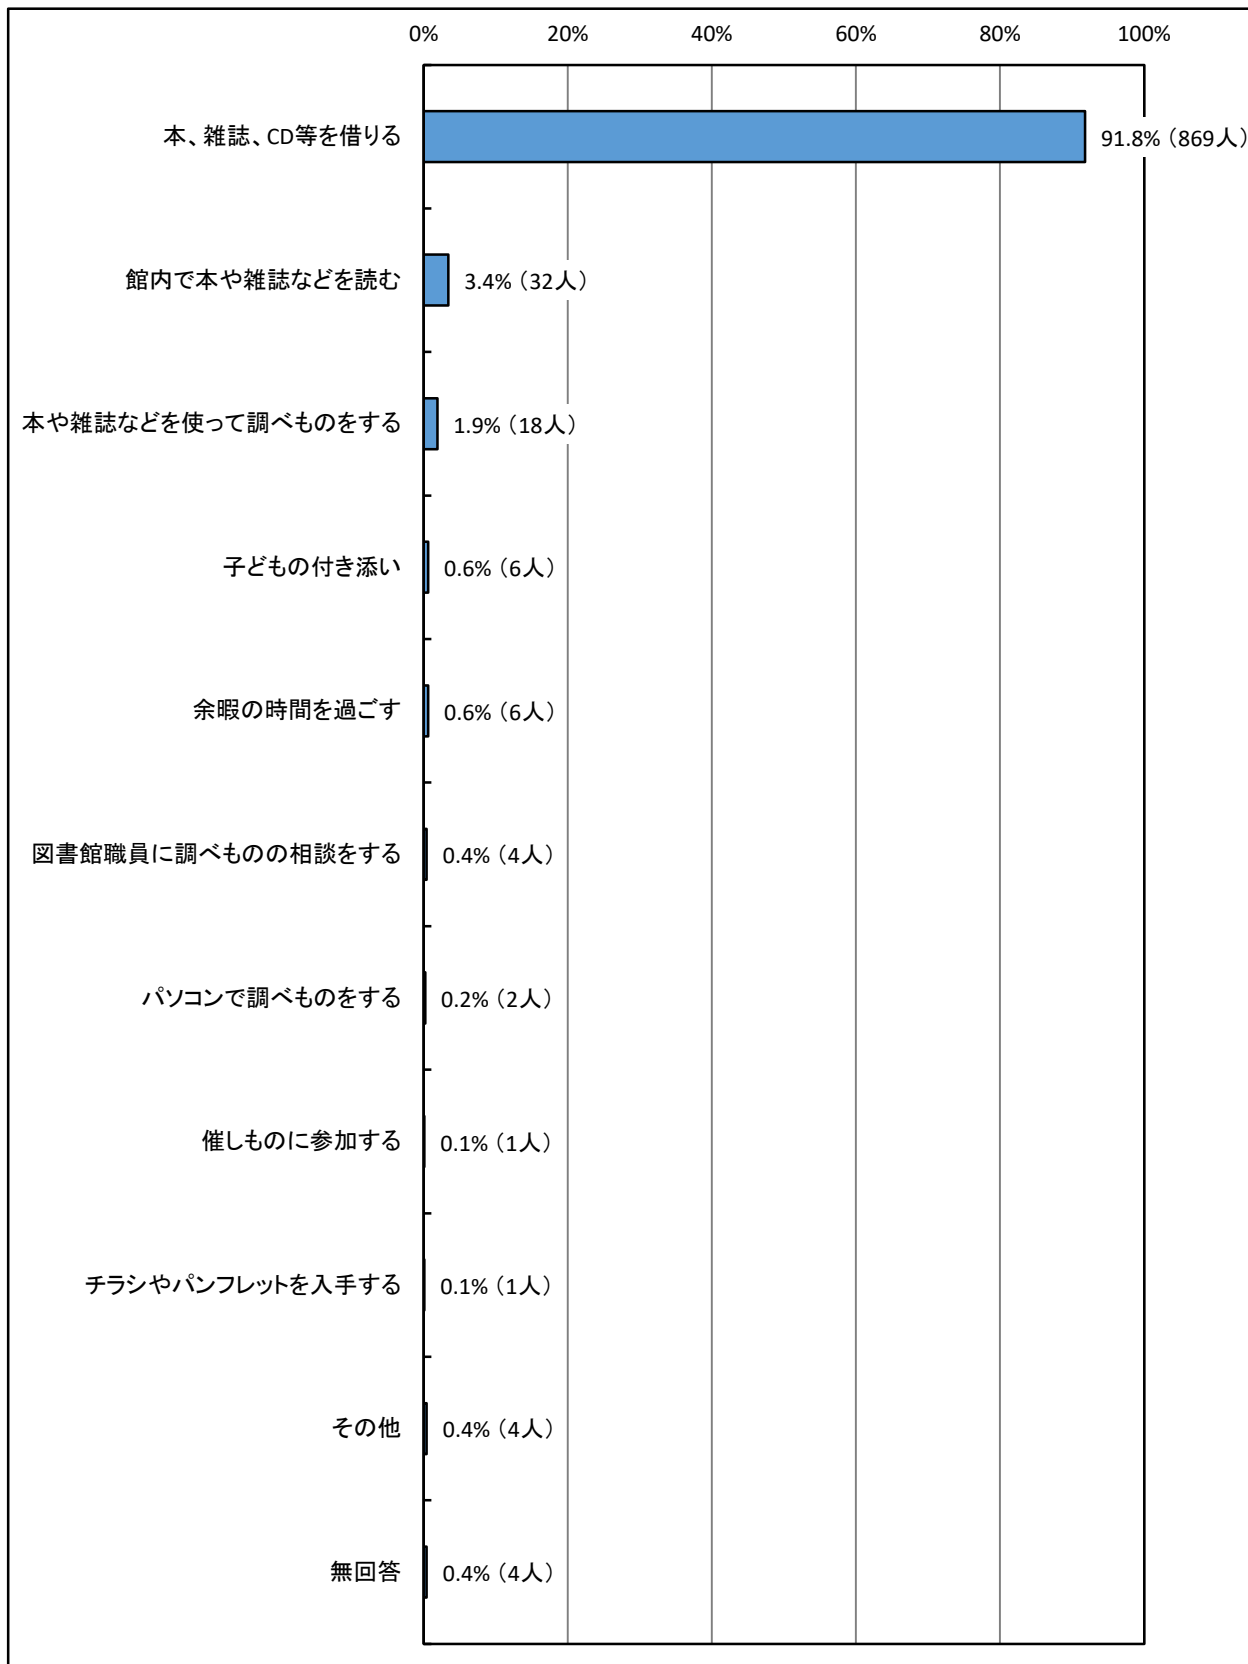 0% 20% 40% 60% 80% 100%
本、雑誌、CD等を借りる 91.8%（869人）
館内で本や雑誌などを読む 3.4%（32人）
本や雑誌などを使って調べものをする 1.9%（18人）
子どもの付き添い 0.6%（6人）
余暇の時間を過ごす 0.6%（6人）
図書館職員に調べものの相談をする 0.4%（4人）
パソコンで調べものをする 0.2%（2人）
催しものに参加する 0.1%（1人）
チラシやパンフレットを入手する 0.1%（1人）
その他 0.4%（4人）
無回答 0.4%（4人）